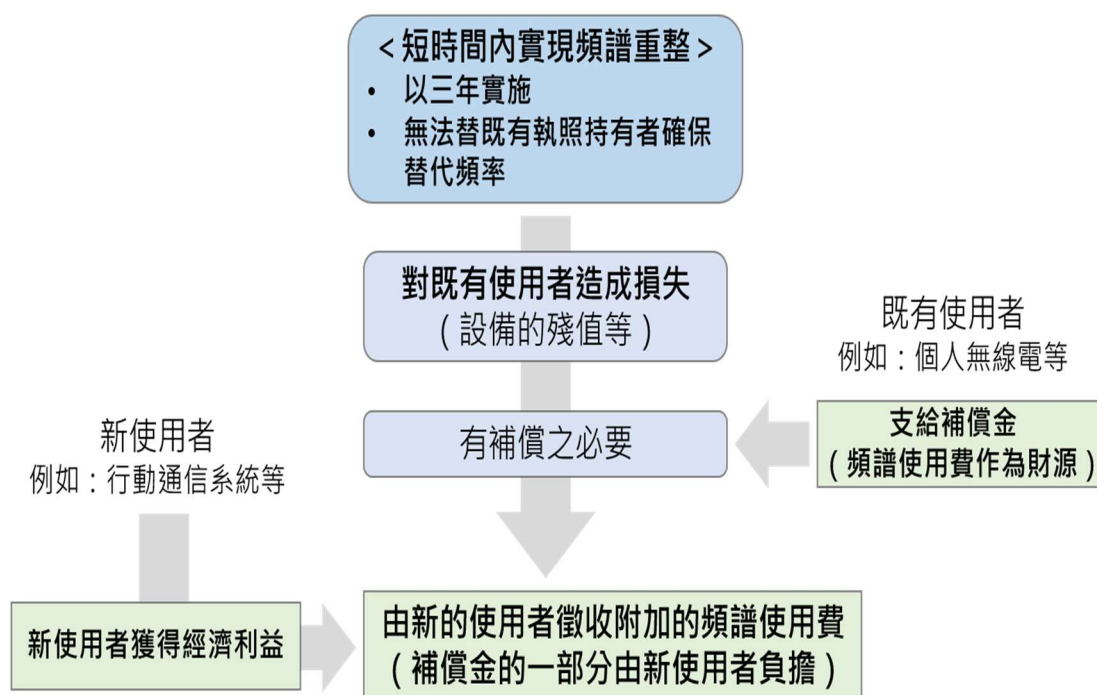 ＜短時間內實現頻譜重整＞
• 以三年實施
• 無法替既有執照持有者確保
替代頻率
對既有使用者造成損失
（設備的殘值等）
既有使用者
例如：個人無線電等
有補償之必要
支給補償金
（頻譜使用費作為財源）
新使用者
例如：行動通信系統等
新使用者獲得經濟利益
由新的使用者徵收附加的頻譜使用費
（補償金的一部分由新使用者負擔）